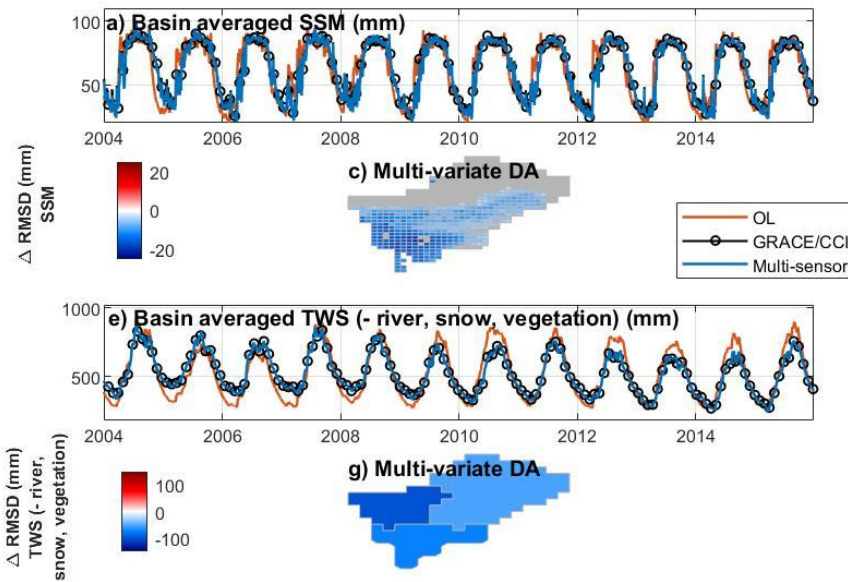 a) Basin averaged SSM (mm)
100
50
2004 2006 2008 2010 2012 2014
Δ RMSD (mm)
SSM
20
0
-20
c) Multi-variate DA
OL
GRACE/CCI
Multi-sensor
e) Basin averaged TWS (- river, snow, vegetation) (mm)
1000
500
2004 2006 2008 2010 2012 2014
Δ RMSD (mm)
TWS (- river,
snow, vegetation)
100
0
-100
g) Multi-variate DA